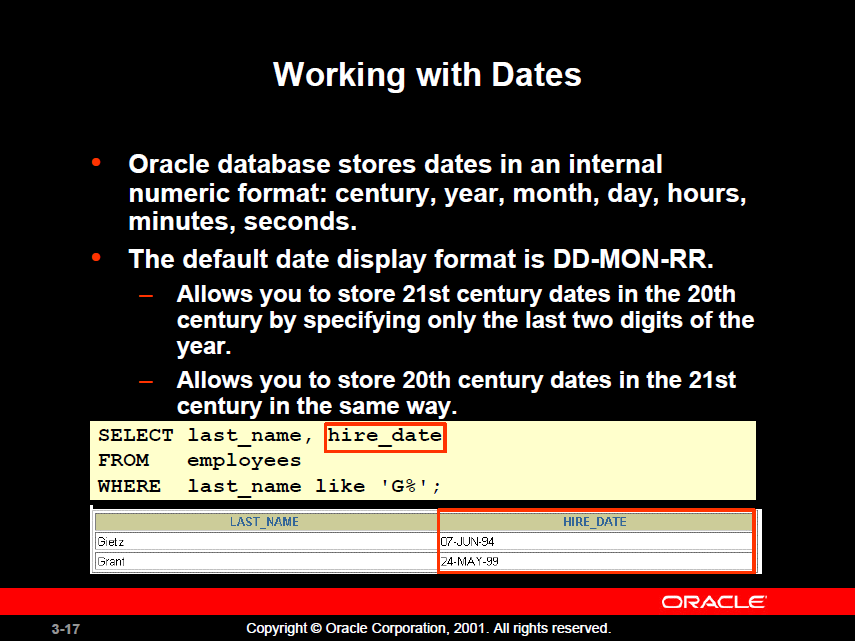 Working with Dates
• Oracle database stores dates in an internal
numeric format: century, year, month, day, hours,
minutes, seconds.
• The default date display format is DD-MON-RR.
– Allows you to store 21st century dates in the 20th
century by specifying only the last two digits of the
year.
– Allows you to store 20th century dates in the 21st
century in the same way.
SELECT last_name, hire_date
FROM employees
WHERE last_name like 'G%';
LAST_NAME HIRE_DATE
Gietz 07-JUN-94
Grant 24-MAY-99
ORACLE
3-17 Copyright © Oracle Corporation, 2001. All rights reserved.